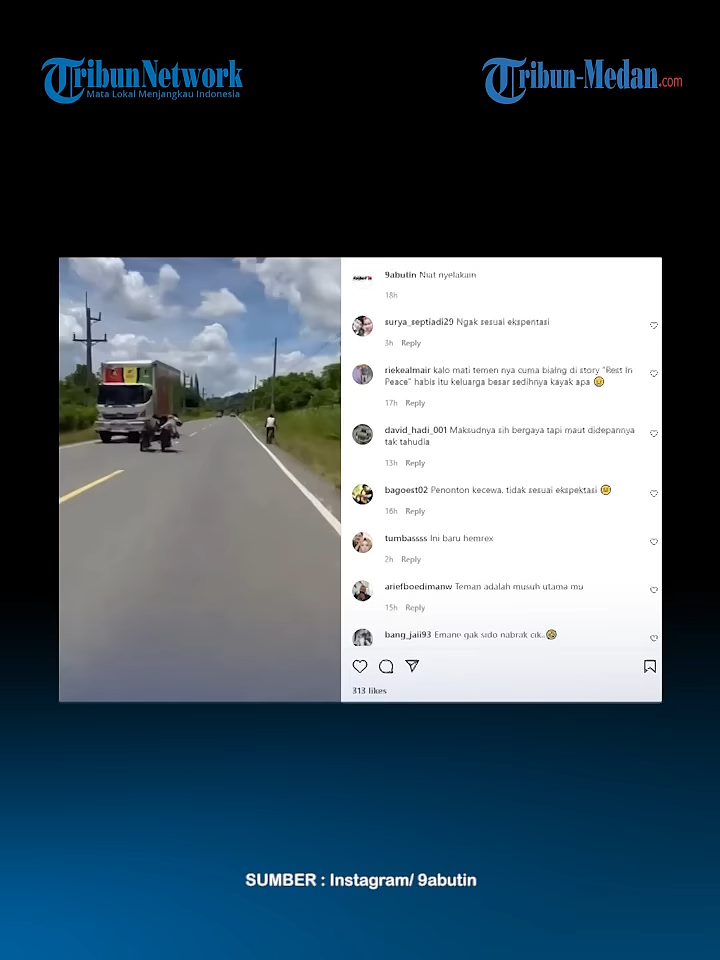 TribunNetwork
Mata Lokal Menjangkau Indonesia
Tribun-Medan.com
9abutin Niat nyelakain
18h
surya_septiadi29 Ngak sesuai ekspentasi
3h Reply
riekealmair kalo mati temen nya cuma bialng di story "Rest In
Peace" habis itu keluarga besar sedihnya kayak apa 😢
17h Reply
david_hadi_001 Maksudnya sih bergaya tapi maut didepannya
tak tahudia
13h Reply
bagoest02 Penonton kecewa, tidak sesuai ekspektasi 😢
16h Reply
tumbassss Ini baru hemrex
2h Reply
ariefboedimanw Teman adalah musuh utama mu
15h Reply
bang_jali93 Emane gak sido nabrak cik..
313 likes
SUMBER : Instagram/ 9abutin